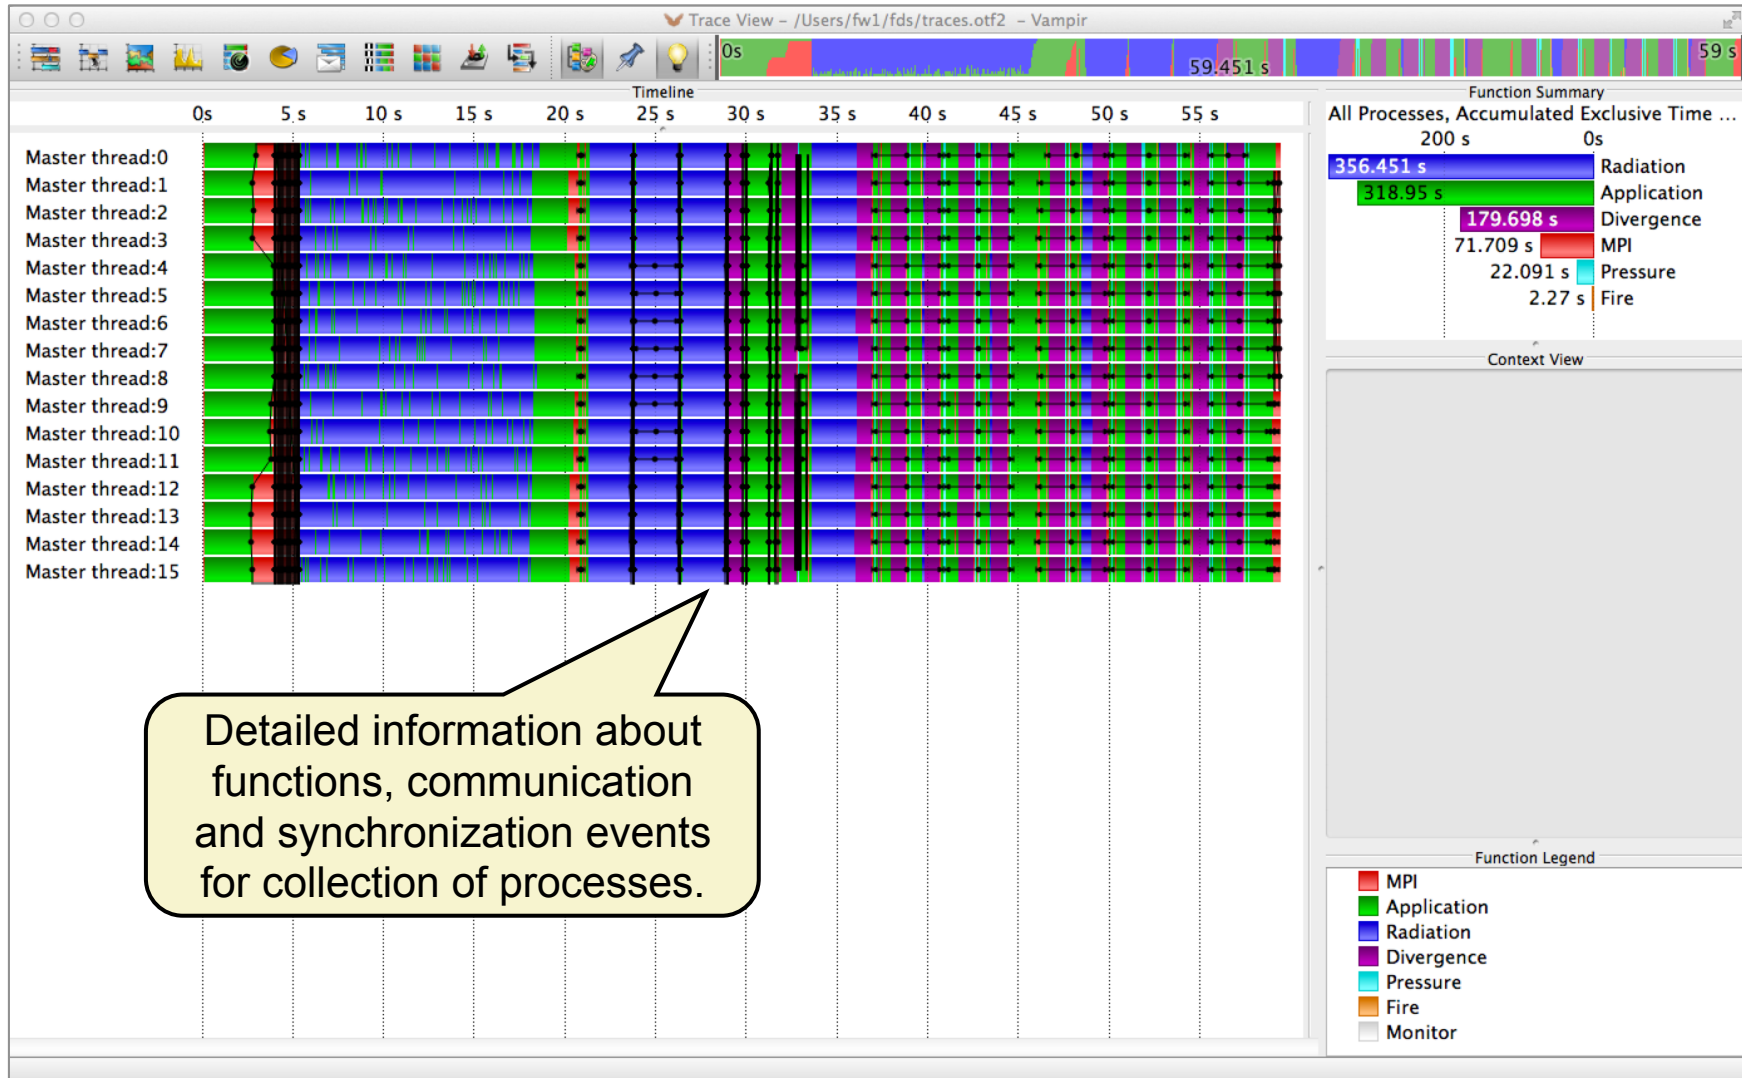 Trace View – /Users/fw1/fds/traces.otf2 – Vampir
0s
59.451 s
59 s
Timeline
0s 5 s 10 s 15 s 20 s 25 s 30 s 35 s 40 s 45 s 50 s 55 s
Master thread:0
Master thread:1
Master thread:2
Master thread:3
Master thread:4
Master thread:5
Master thread:6
Master thread:7
Master thread:8
Master thread:9
Master thread:10
Master thread:11
Master thread:12
Master thread:13
Master thread:14
Master thread:15
Detailed information about
functions, communication
and synchronization events
for collection of processes.
Function Summary
All Processes, Accumulated Exclusive Time ...
200 s 0s
356.451 s Radiation
318.95 s Application
179.698 s Divergence
71.709 s MPI
22.091 s Pressure
2.27 s Fire
Context View
Function Legend
MPI
Application
Radiation
Divergence
Pressure
Fire
Monitor